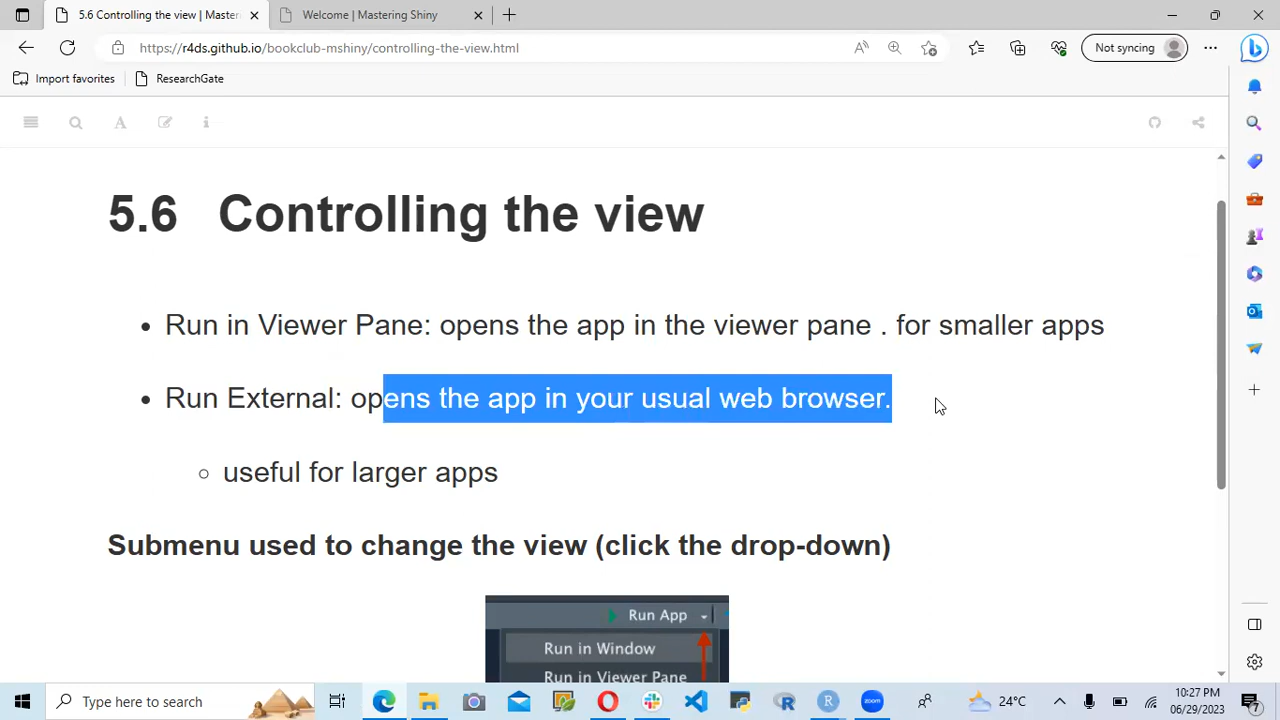 5.6 Controlling the view | Master
Welcome | Mastering Shiny
https://r4ds.github.io/bookclub-mshiny/controlling-the-view.html
Not syncing
Import favorites
ResearchGate
5.6 Controlling the view
• Run in Viewer Pane: opens the app in the viewer pane . for smaller apps
• Run External: opens the app in your usual web browser.
○ useful for larger apps
Submenu used to change the view (click the drop-down)
Run App
Run in Window
Run in Viewer Pane
Type here to search
24°C
10:27 PM
06/29/2023
7